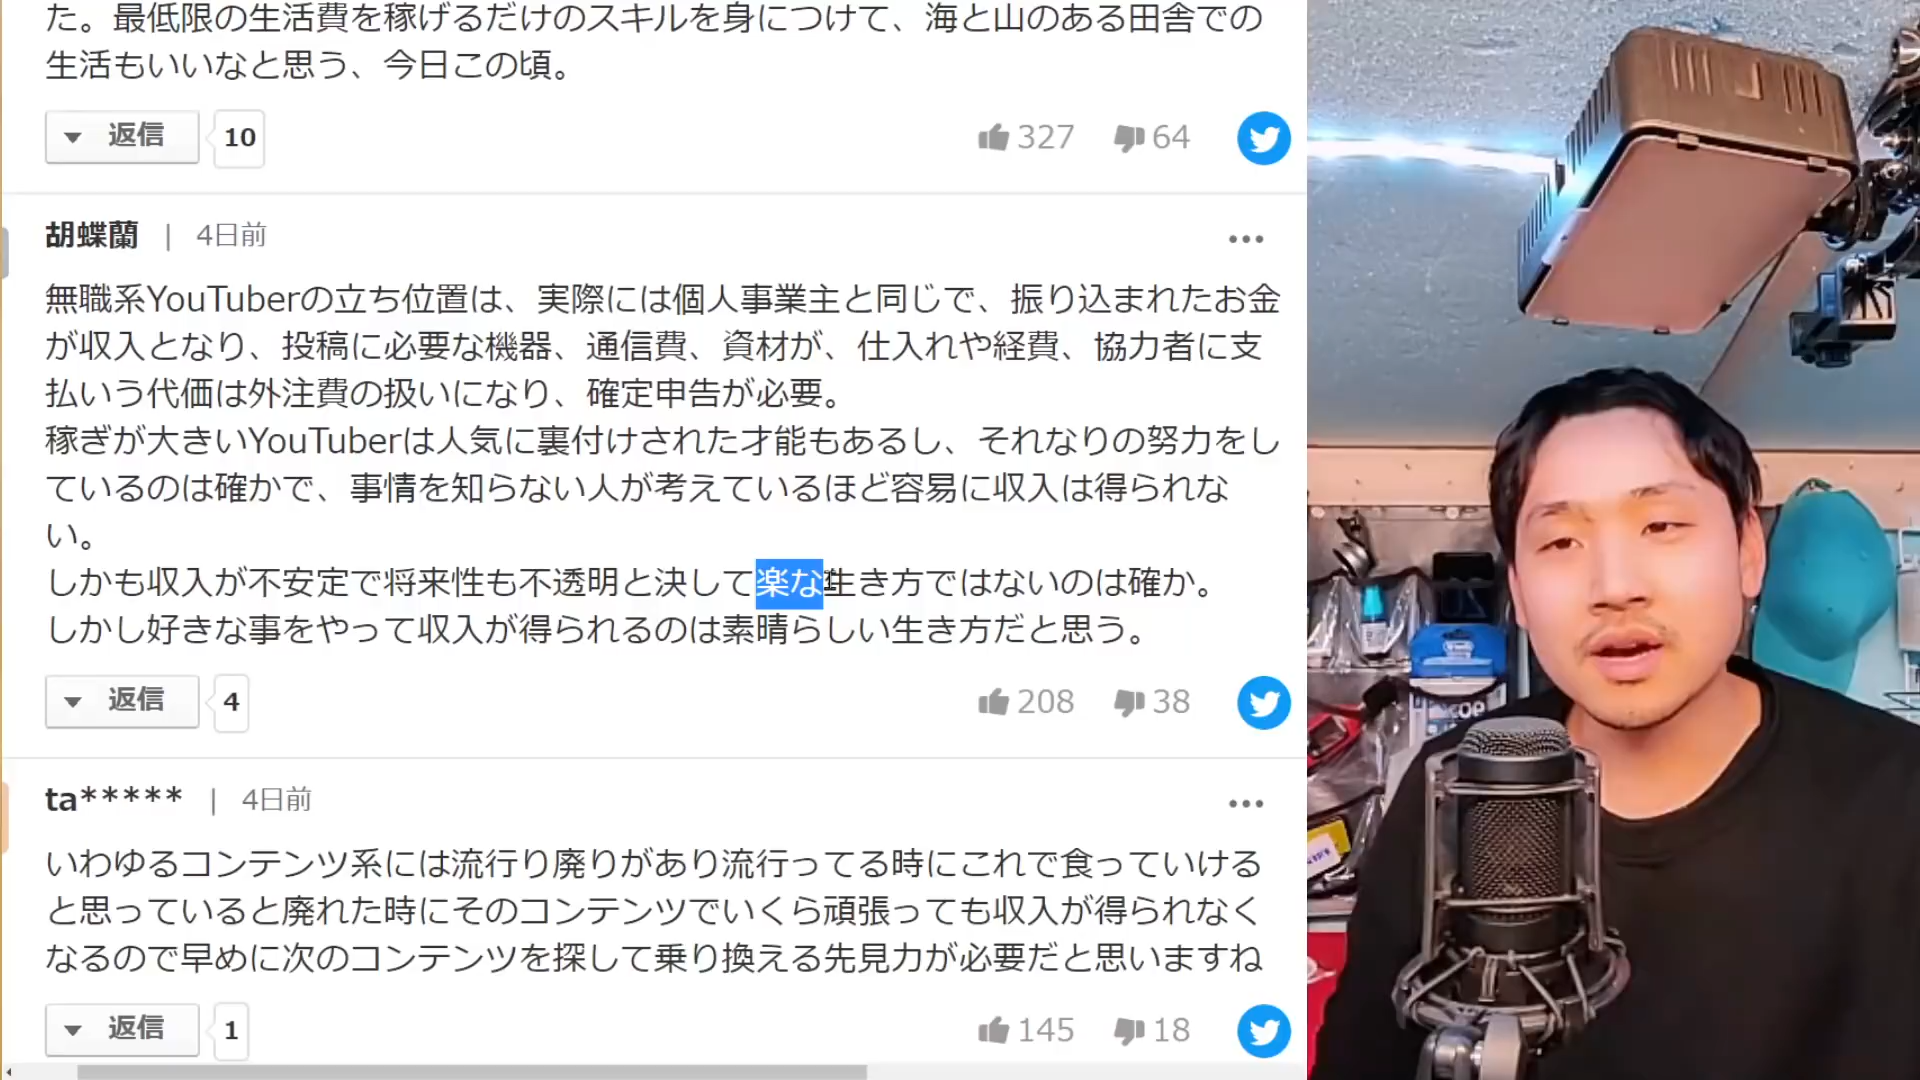 た。最低限の生活費を稼げるだけのスキルを身につけて、海と山のある田舎での
生活もいいなと思う、今日この頃。
返信 10 327 64
胡蝶蘭 | 4日前
無職系YouTuberの立ち位置は、実際には個人事業主と同じで、振り込まれたお金
が収入となり、投稿に必要な機器、通信費、資材が、仕入れや経費、協力者に支
払いう代価は外注費の扱いになり、確定申告が必要。
稼ぎが大きいYouTuberは人気に裏付けされた才能もあるし、それなりの努力をし
ているのは確かで、事情を知らない人が考えているほど容易に収入は得られな
い。
しかも収入が不安定で将来性も不透明と決して楽な生き方ではないのは確か。
しかし好きな事をやって収入が得られるのは素晴らしい生き方だと思う。
返信 4 208 38
ta***** | 4日前
いわゆるコンテンツ系には流行り廃りがあり流行ってる時にこれで食っていける
と思っていると廃れた時にそのコンテンツでいくら頑張っても収入が得られなく
なるので早めに次のコンテンツを探して乗り換える先見力が必要だと思いますね
返信 1 145 18